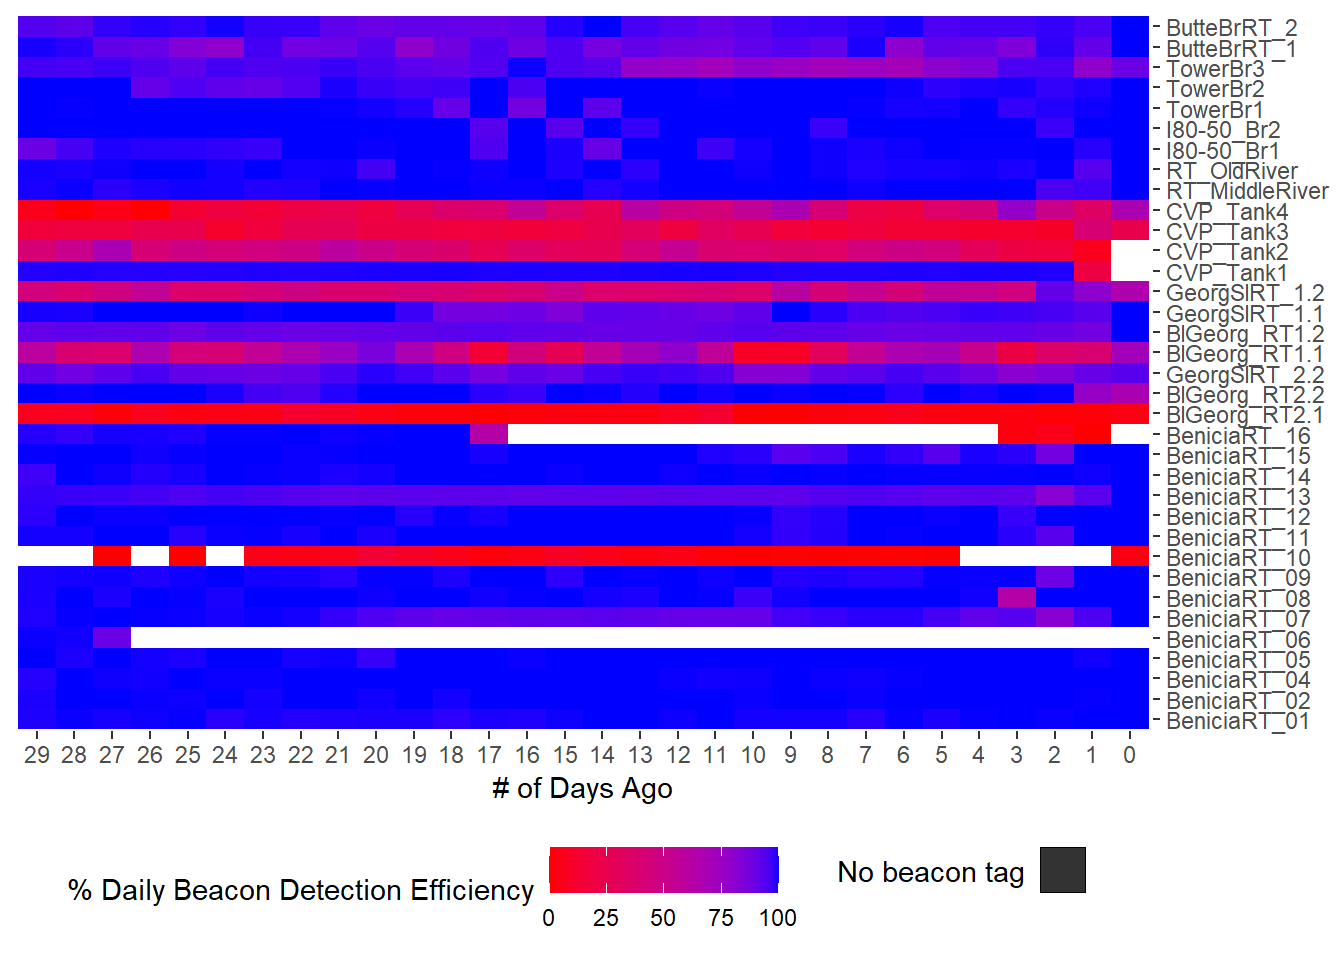 ButteBrRT_2
ButteBrRT_1
TowerBr3
TowerBr2
TowerBr1
I80-50_Br2
I80-50_Br1
RT_OldRiver
RT_MiddleRiver
CVP_Tank4
CVP_Tank3
CVP_Tank2
CVP_Tank1
GeorgSlRT_1.2
GeorgSlRT_1.1
BlGeorg_RT1.2
BlGeorg_RT1.1
GeorgSlRT_2.2
BlGeorg_RT2.2
BlGeorg_RT2.1
BeniciaRT_16
BeniciaRT_15
BeniciaRT_14
BeniciaRT_13
BeniciaRT_12
BeniciaRT_11
BeniciaRT_10
BeniciaRT_09
BeniciaRT_08
BeniciaRT_07
BeniciaRT_06
BeniciaRT_05
BeniciaRT_04
BeniciaRT_02
BeniciaRT_01
29 28 27 26 25 24 23 22 21 20 19 18 17 16 15 14 13 12 11 10 9 8 7 6 5 4 3 2 1 0
# of Days Ago
% Daily Beacon Detection Efficiency
0 25 50 75 100
No beacon tag